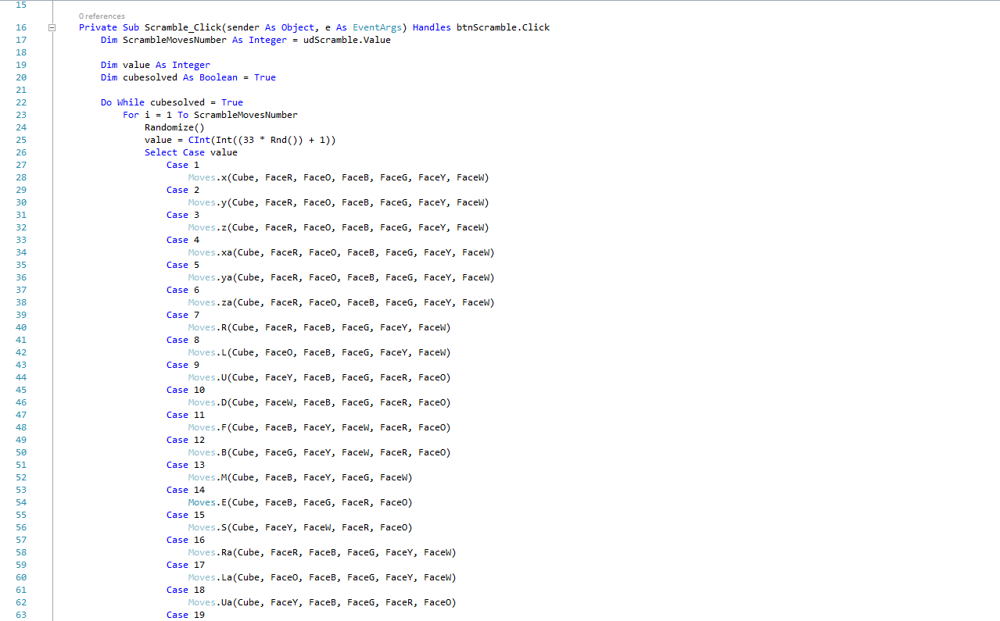 15
0 references
16 Private Sub Scramble_Click(sender As Object, e As EventArgs) Handles btnScramble.Click
17 Dim ScrambleMovesNumber As Integer = udScramble.Value
18
19 Dim value As Integer
20 Dim cubesolved As Boolean = True
21
22 Do While cubesolved = True
23 For i = 1 To ScrambleMovesNumber
24 Randomize()
25 value = CInt(Int((33 * Rnd()) + 1))
26 Select Case value
27 Case 1
28 Moves.x(Cube, FaceR, FaceO, FaceB, FaceG, FaceY, FaceW)
29 Case 2
30 Moves.y(Cube, FaceR, FaceO, FaceB, FaceG, FaceY, FaceW)
31 Case 3
32 Moves.z(Cube, FaceR, FaceO, FaceB, FaceG, FaceY, FaceW)
33 Case 4
34 Moves.xa(Cube, FaceR, FaceO, FaceB, FaceG, FaceY, FaceW)
35 Case 5
36 Moves.ya(Cube, FaceR, FaceO, FaceB, FaceG, FaceY, FaceW)
37 Case 6
38 Moves.za(Cube, FaceR, FaceO, FaceB, FaceG, FaceY, FaceW)
39 Case 7
40 Moves.R(Cube, FaceR, FaceB, FaceG, FaceY, FaceW)
41 Case 8
42 Moves.L(Cube, FaceO, FaceB, FaceG, FaceY, FaceW)
43 Case 9
44 Moves.U(Cube, FaceY, FaceB, FaceG, FaceR, FaceO)
45 Case 10
46 Moves.D(Cube, FaceW, FaceB, FaceG, FaceR, FaceO)
47 Case 11
48 Moves.F(Cube, FaceB, FaceY, FaceW, FaceR, FaceO)
49 Case 12
50 Moves.B(Cube, FaceG, FaceY, FaceW, FaceR, FaceO)
51 Case 13
52 Moves.M(Cube, FaceB, FaceY, FaceG, FaceW)
53 Case 14
54 Moves.E(Cube, FaceB, FaceG, FaceR, FaceO)
55 Case 15
56 Moves.S(Cube, FaceY, FaceW, FaceR, FaceO)
57 Case 16
58 Moves.Ra(Cube, FaceR, FaceB, FaceG, FaceY, FaceW)
59 Case 17
60 Moves.La(Cube, FaceO, FaceB, FaceG, FaceY, FaceW)
61 Case 18
62 Moves.Ua(Cube, FaceY, FaceB, FaceG, FaceR, FaceO)
63 Case 19